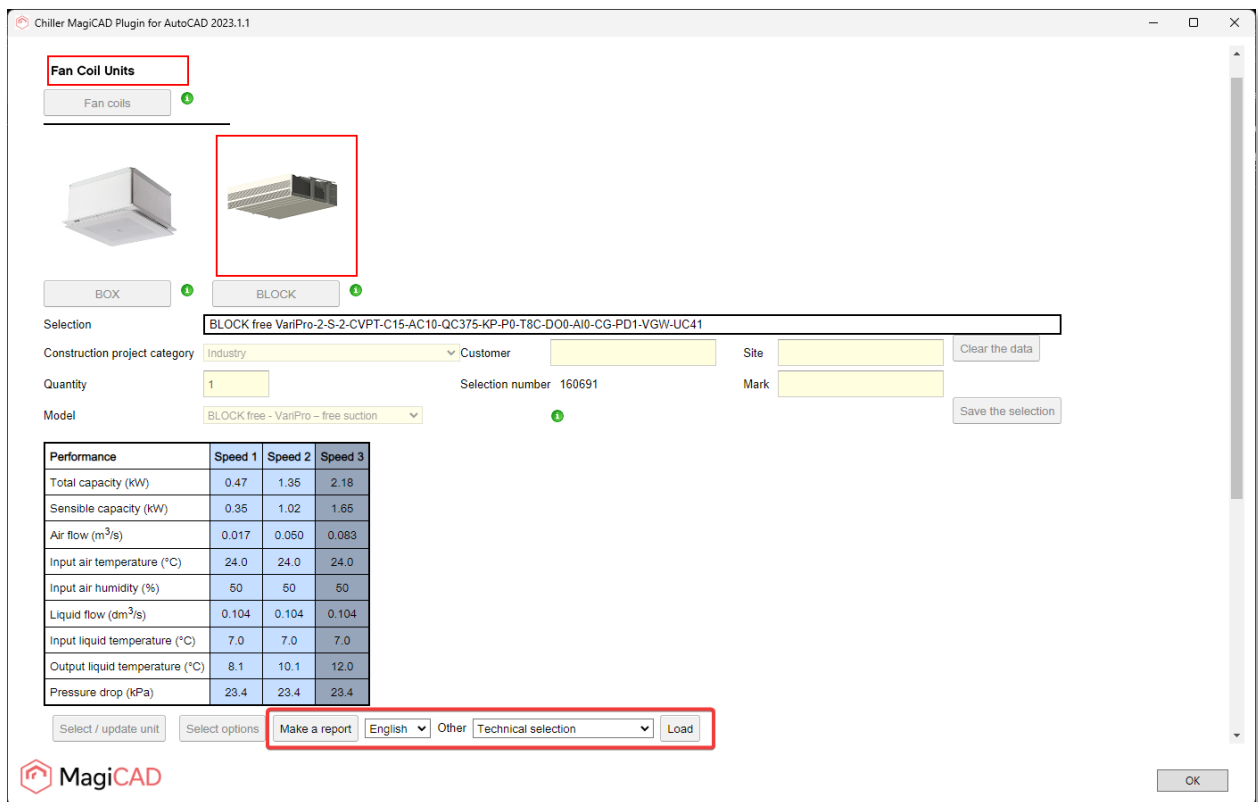 Chiller MagiCAD Plugin for AutoCAD 2023.1.1
Fan Coil Units
Fan coils
BOX
BLOCK
Selection BLOCK free VariPro-2-S-2-CVPT-C15-AC10-QC375-KP-P0-T8C-DO0-AI0-CG-PD1-VGW-UC41
Construction project category Industry Customer Site Clear the data
Quantity 1 Selection number 160691 Mark
Model BLOCK free - VariPro – free suction Save the selection
Performance Speed 1 Speed 2 Speed 3
Total capacity (kW) 0.47 1.35 2.18
Sensible capacity (kW) 0.35 1.02 1.65
Air flow (m³/s) 0.017 0.050 0.083
Input air temperature (°C) 24.0 24.0 24.0
Input air humidity (%) 50 50 50
Liquid flow (dm³/s) 0.104 0.104 0.104
Input liquid temperature (°C) 7.0 7.0 7.0
Output liquid temperature (°C) 8.1 10.1 12.0
Pressure drop (kPa) 23.4 23.4 23.4
Select / update unit Select options Make a report English Other Technical selection Load
MagiCAD
OK